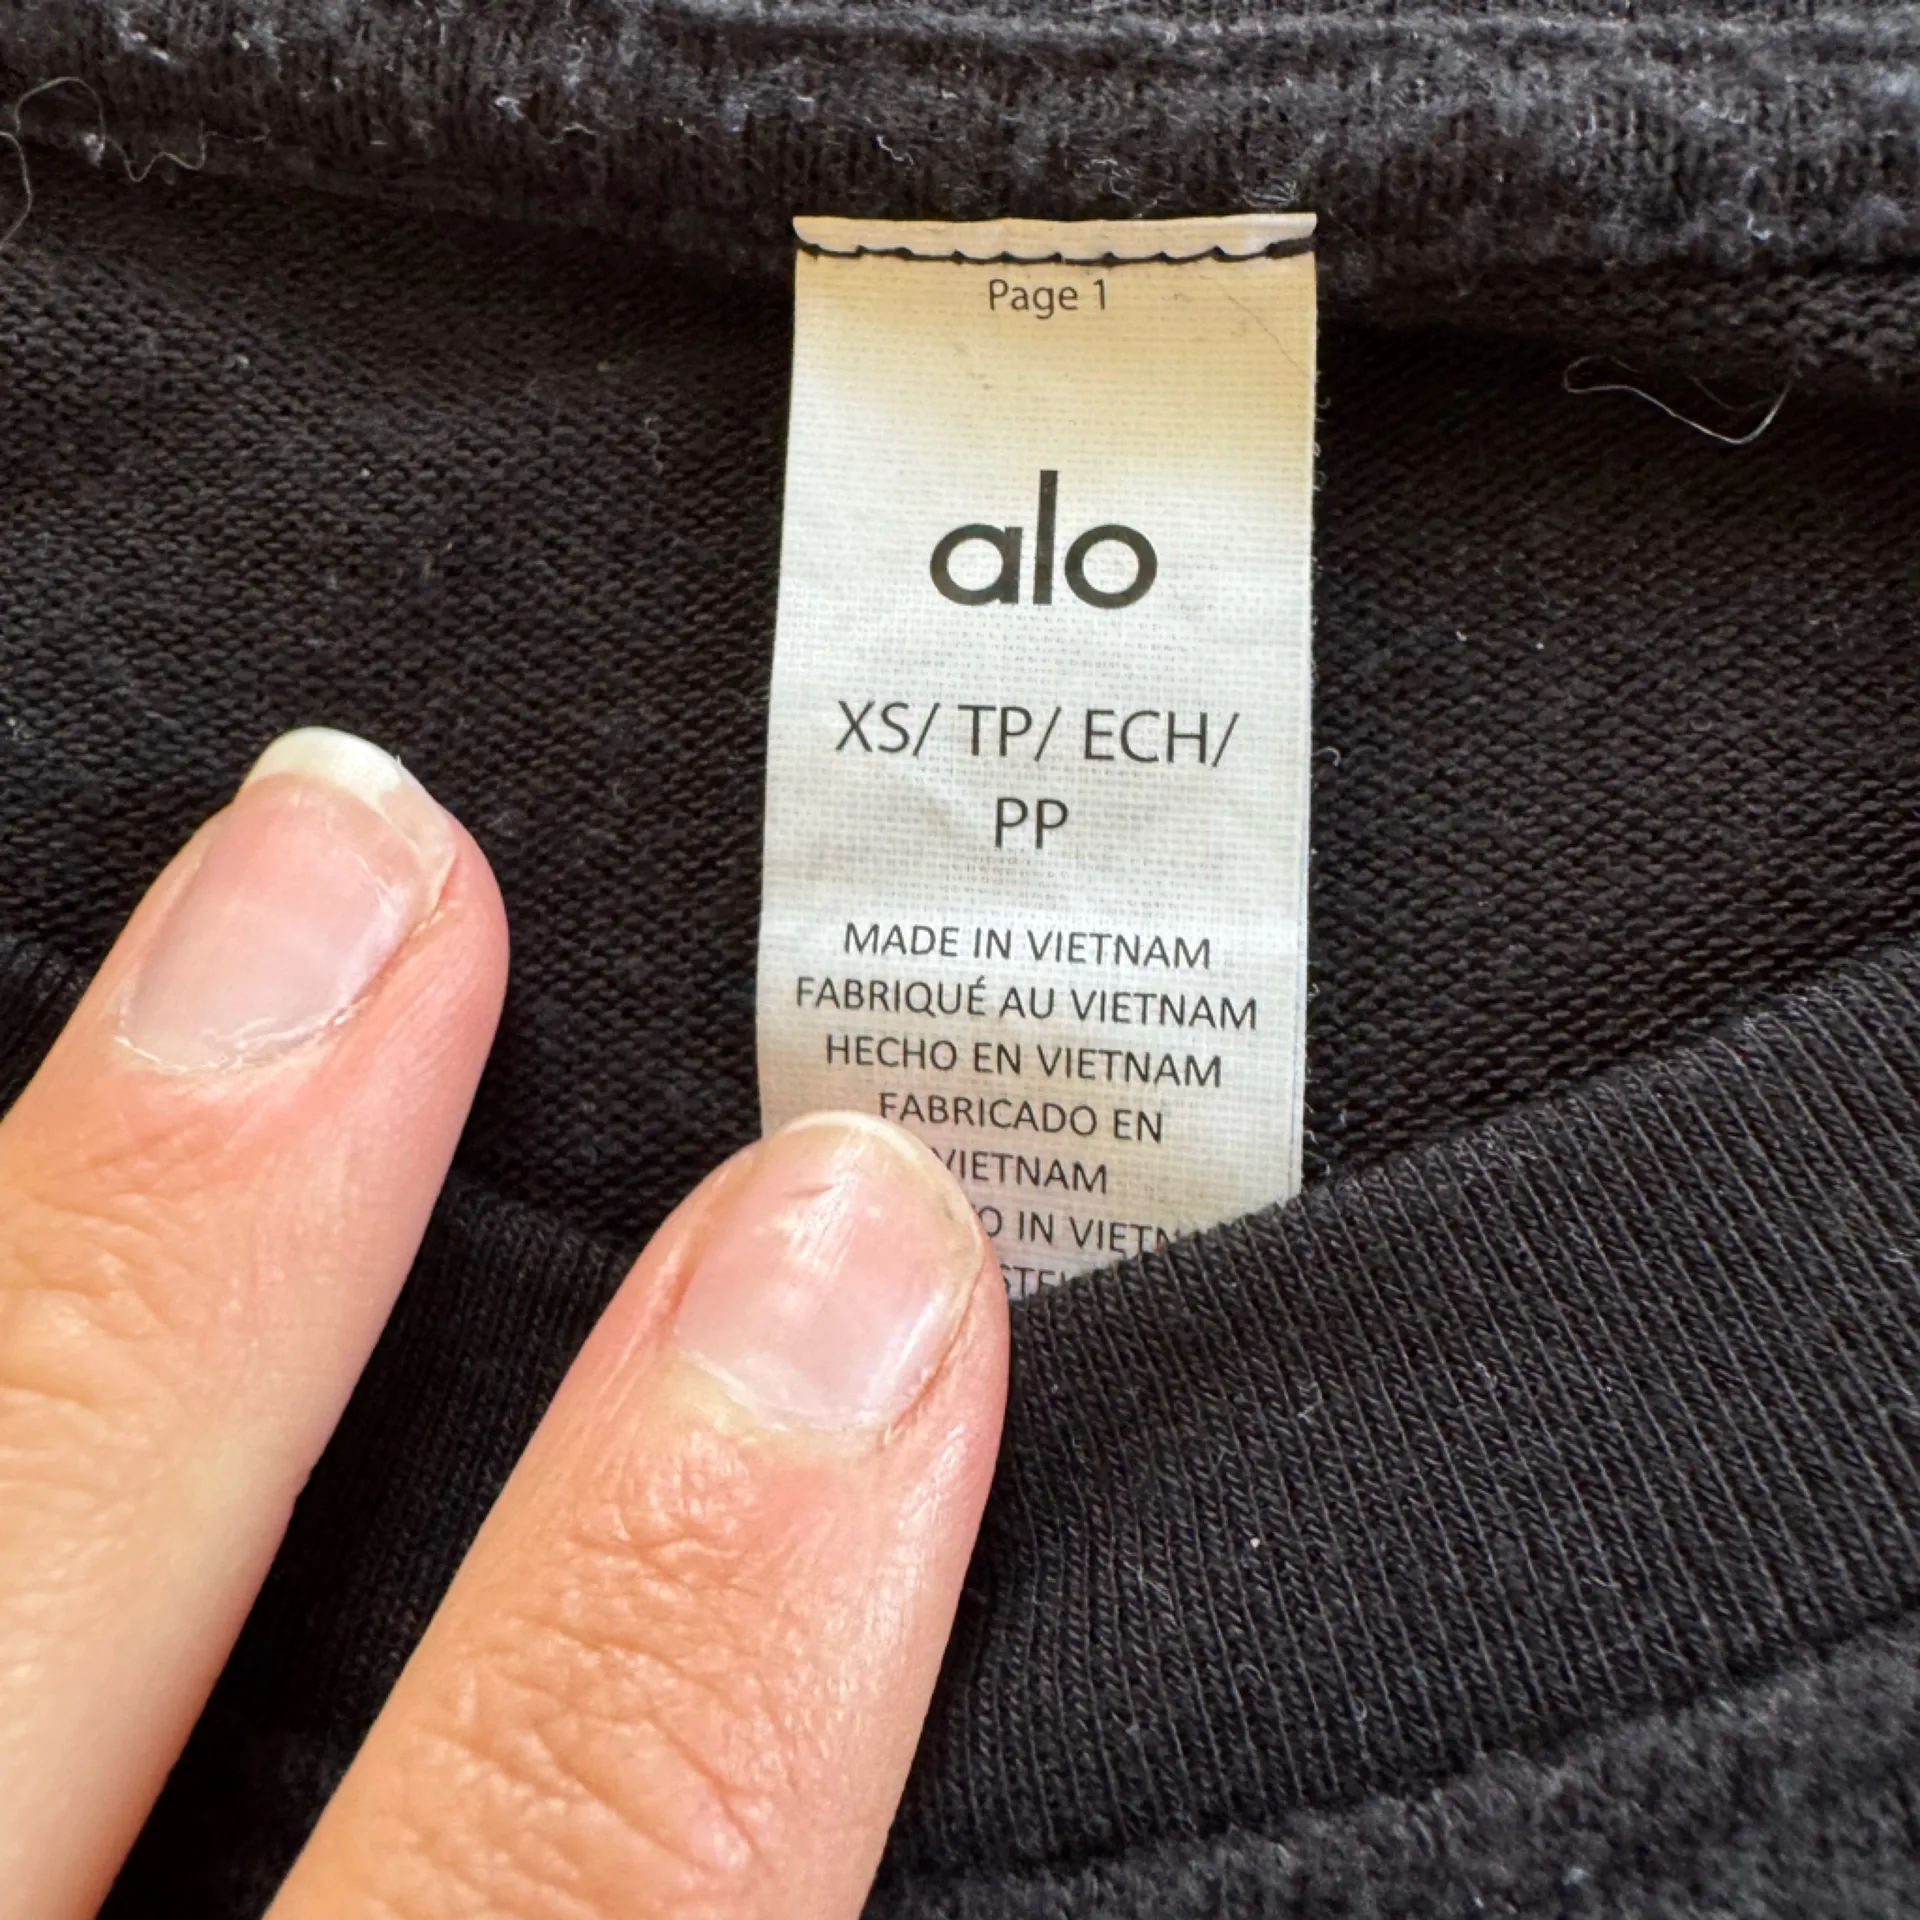 Page 1
alo
XS/ TP/ ECH/
PP
MADE IN VIETNAM
FABRIQUÉ AU VIETNAM
HECHO EN VIETNAM
FABRICADO EN
VIETNAM
IN